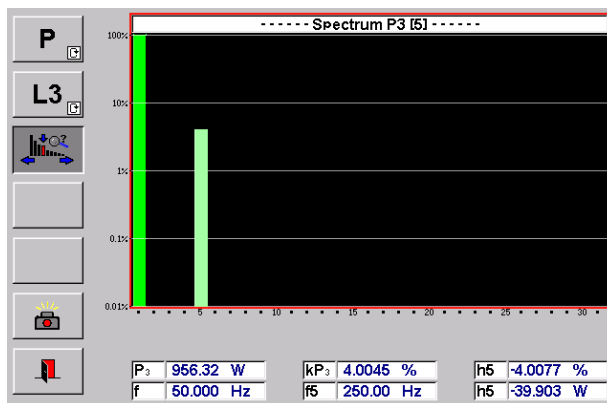 ------ Spectrum P3 [5] ------
P
L3
?
100%
10%
1%
0.1%
0.01%
5 10 15 20 25 30
P3 956.32 W kP3 4.0045 % h5 -4.0077 %
f 50.000 Hz f5 250.00 Hz h5 -39.903 W